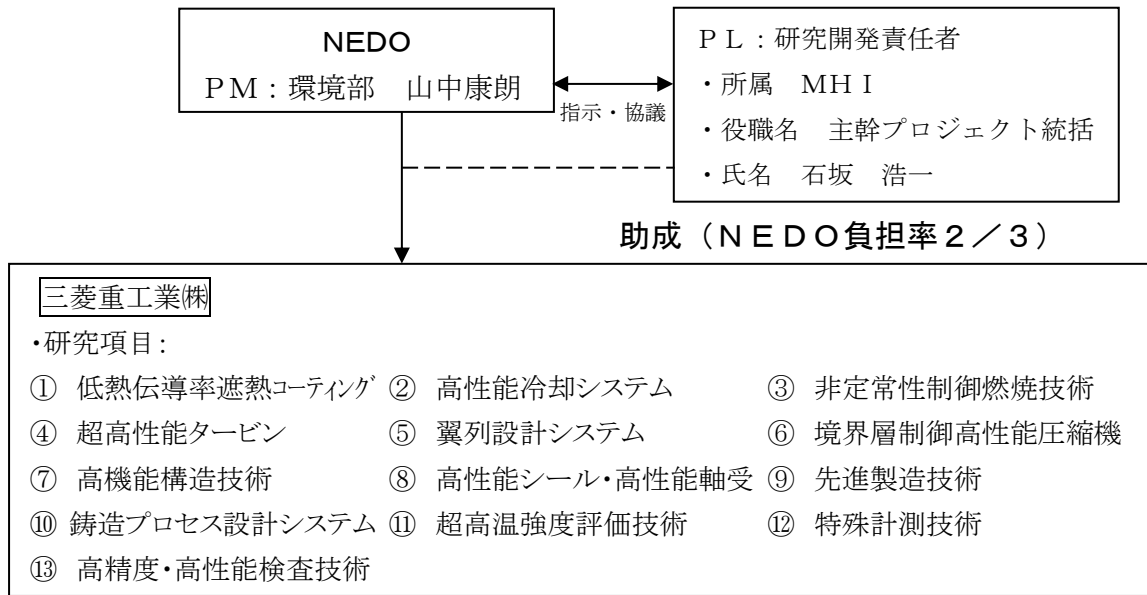 NEDO
ＰＭ：環境部　山中康朗
指示・協議
ＰＬ：研究開発責任者
・所属　ＭＨＩ
・役職名　主幹プロジェクト統括
・氏名　石坂　浩一
助成（ＮＥＤＯ負担率２／３）
三菱重工業㈱
・研究項目：
①　低熱伝導率遮熱ｺｰﾃｨﾝｸﾞ ②　高性能冷却システム　③　非定常性制御燃焼技術
④　超高性能タービン　⑤　翼列設計システム　⑥　境界層制御高性能圧縮機
⑦　高機能構造技術　⑧　高性能シール・高性能軸受　⑨　先進製造技術
⑩　鋳造プロセス設計システム　⑪　超高温強度評価技術　⑫　特殊計測技術
⑬　高精度・高性能検査技術